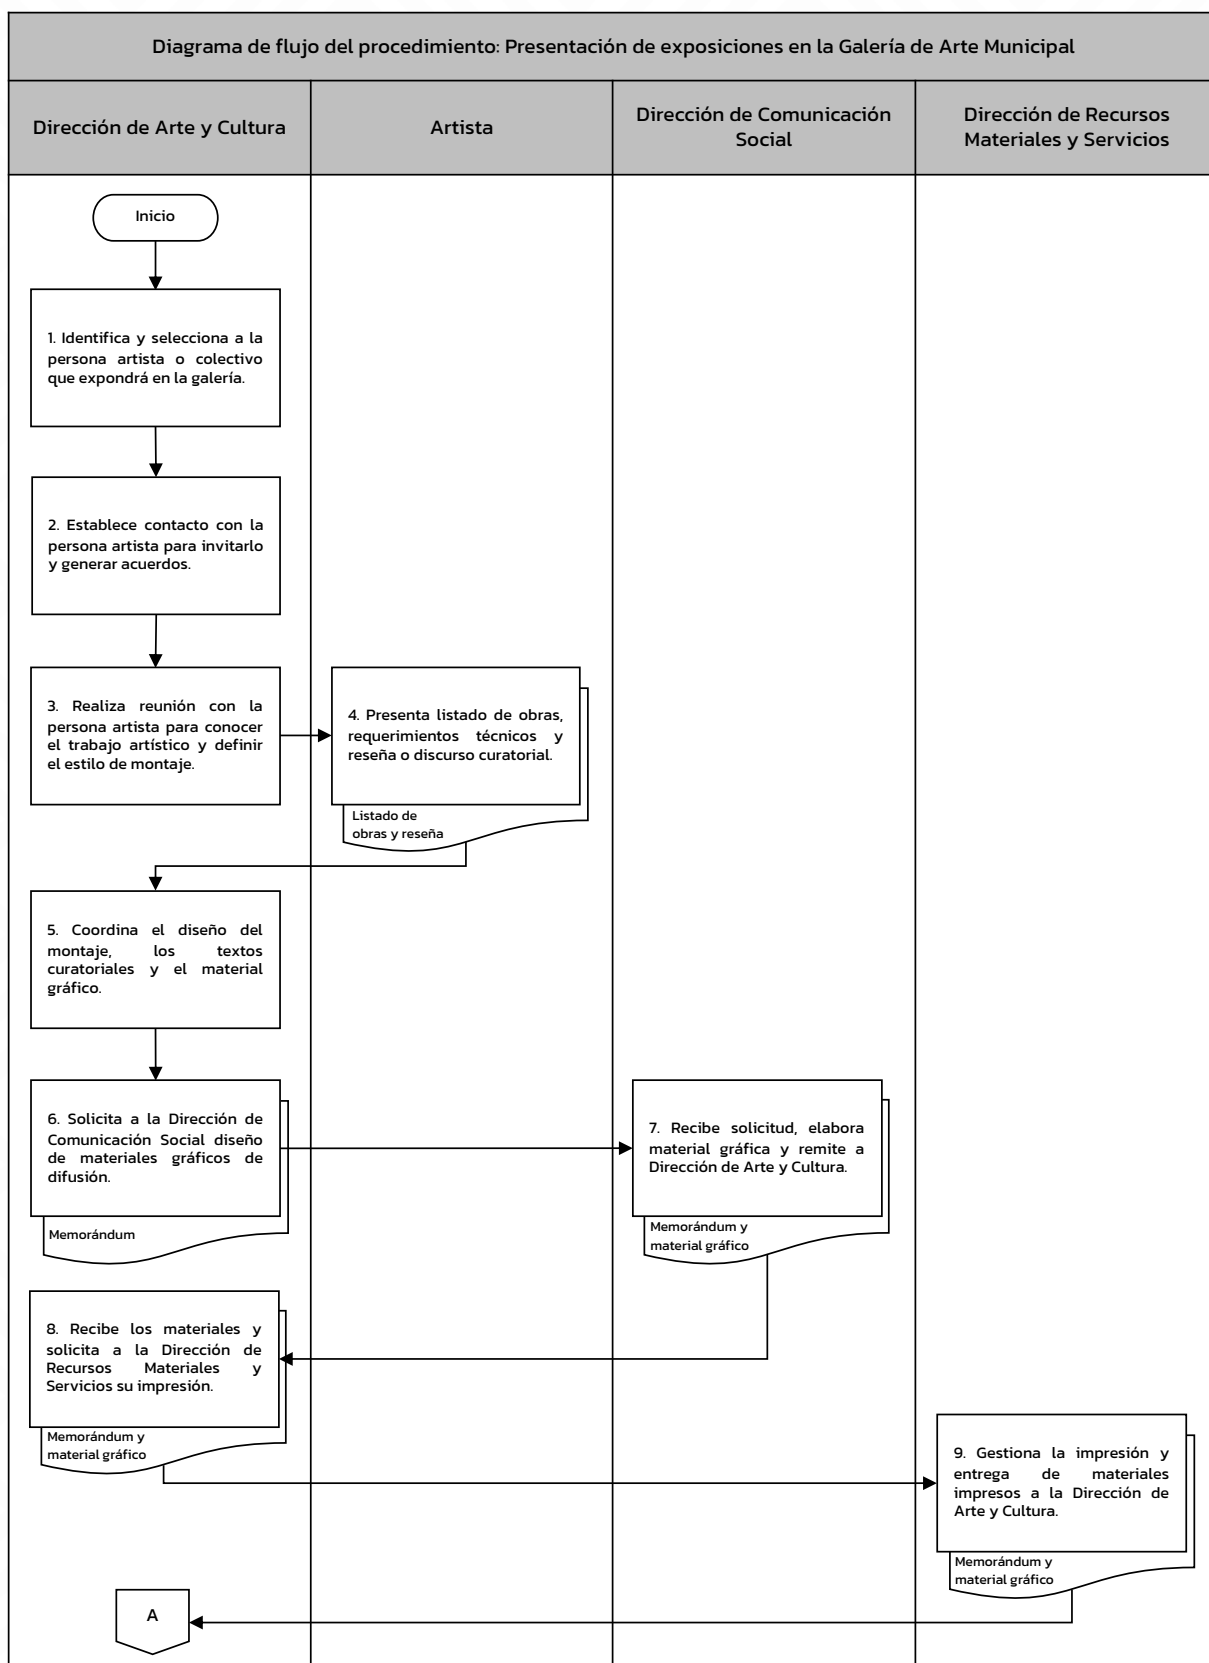 Diagrama de flujo del procedimiento: Presentación de exposiciones en la Galería de Arte Municipal
Dirección de Arte y Cultura
Artista
Dirección de Comunicación
Social
Dirección de Recursos
Materiales y Servicios
Inicio
1. Identifica y selecciona a la
persona artista o colectivo
que expondrá en la galería.
2. Establece contacto con la
persona artista para invitarlo
y generar acuerdos.
3. Realiza reunión con la
persona artista para conocer
el trabajo artístico y definir
el estilo de montaje.
4. Presenta listado de obras,
requerimientos técnicos y
reseña o discurso curatorial.
Listado de
obras y reseña
5. Coordina el diseño del
montaje, los textos
curatoriales y el material
gráfico.
6. Solicita a la Dirección de
Comunicación Social diseño
de materiales gráficos de
difusión.
Memorándum
7. Recibe solicitud, elabora
material gráfica y remite a
Dirección de Arte y Cultura.
Memorándum y
material gráfico
8. Recibe los materiales y
solicita a la Dirección de
Recursos Materiales y
Servicios su impresión.
Memorándum y
material gráfico
9. Gestiona la impresión y
entrega de materiales
impresos a la Dirección de
Arte y Cultura.
Memorándum y
material gráfico
A